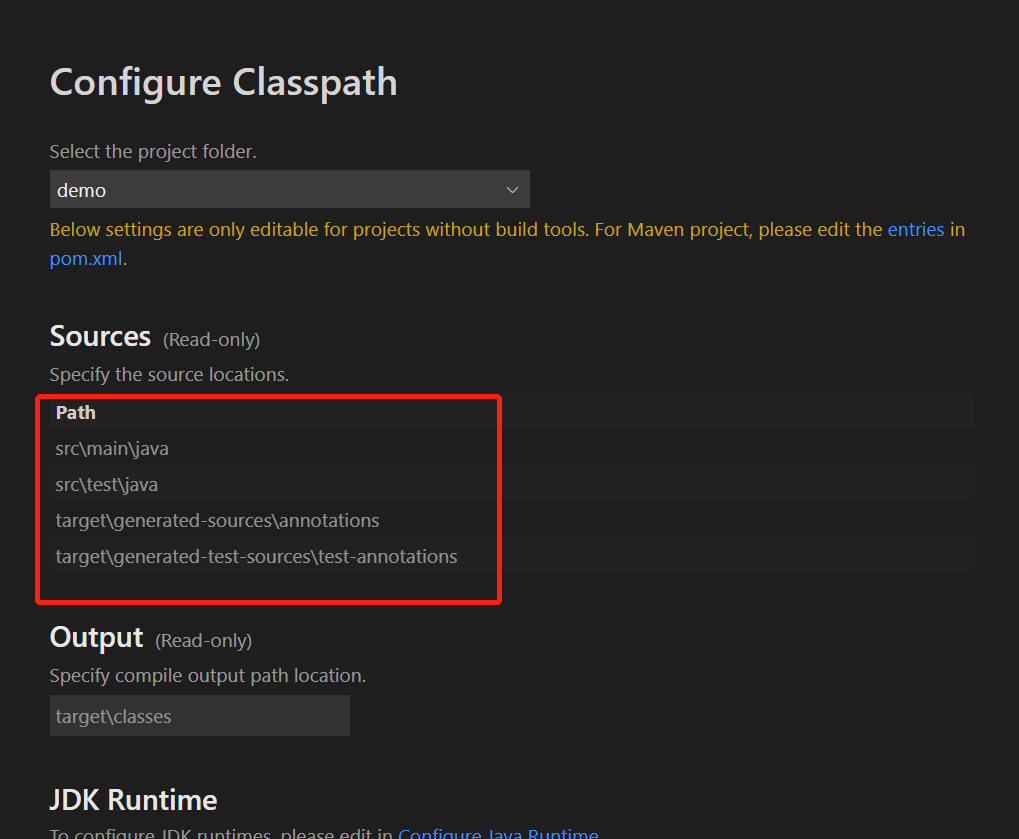 Configure Classpath
Select the project folder.
demo
Below settings are only editable for projects without build tools. For Maven project, please edit the entries in
pom.xml.
Sources (Read-only)
Specify the source locations.
Path
src\main\java
src\test\java
target\generated-sources\annotations
target\generated-test-sources\test-annotations
Output (Read-only)
Specify compile output path location.
target\classes
JDK Runtime
To configure JDK runtimes, please edit in Configure Java Runtime.